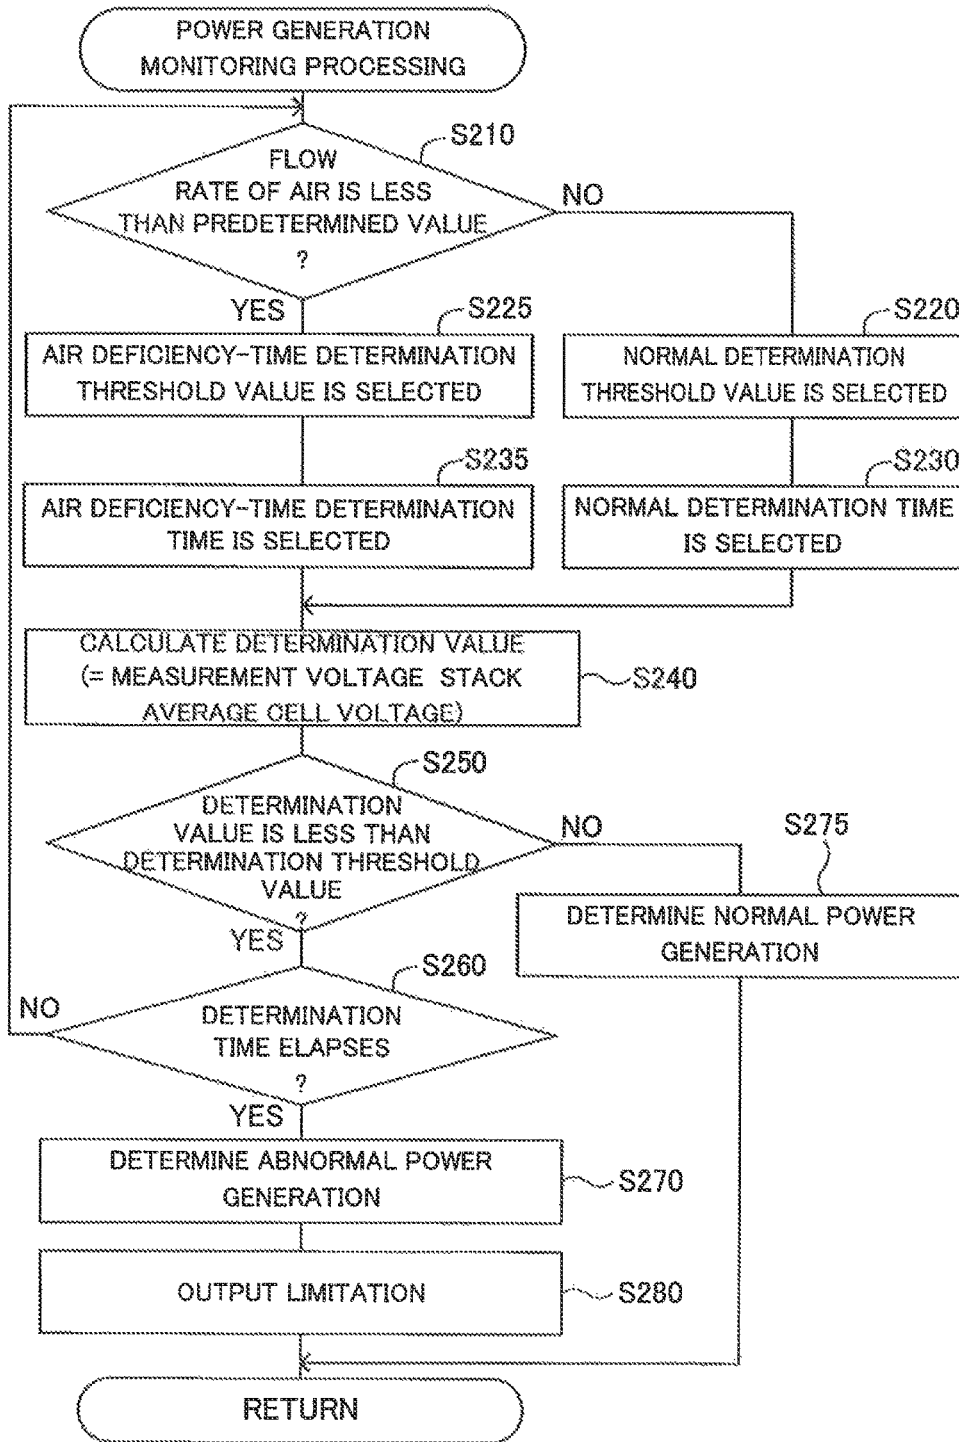 POWER GENERATION
MONITORING PROCESSING
S210
FLOW
RATE OF AIR IS LESS
THAN PREDETERMINED VALUE
?
NO
YES
S225
AIR DEFICIENCY-TIME DETERMINATION
THRESHOLD VALUE IS SELECTED
S220
NORMAL DETERMINATION
THRESHOLD VALUE IS SELECTED
S235
AIR DEFICIENCY-TIME DETERMINATION
TIME IS SELECTED
S230
NORMAL DETERMINATION TIME
IS SELECTED
CALCULATE DETERMINATION VALUE
(= MEASUREMENT VOLTAGE STACK
AVERAGE CELL VOLTAGE)
S240
S250
DETERMINATION
VALUE IS LESS THAN
DETERMINATION THRESHOLD
VALUE
?
NO
YES
S275
DETERMINE NORMAL POWER
GENERATION
S260
DETERMINATION
TIME ELAPSES
?
NO
YES
DETERMINE ABNORMAL POWER
GENERATION
S270
OUTPUT LIMITATION
S280
RETURN